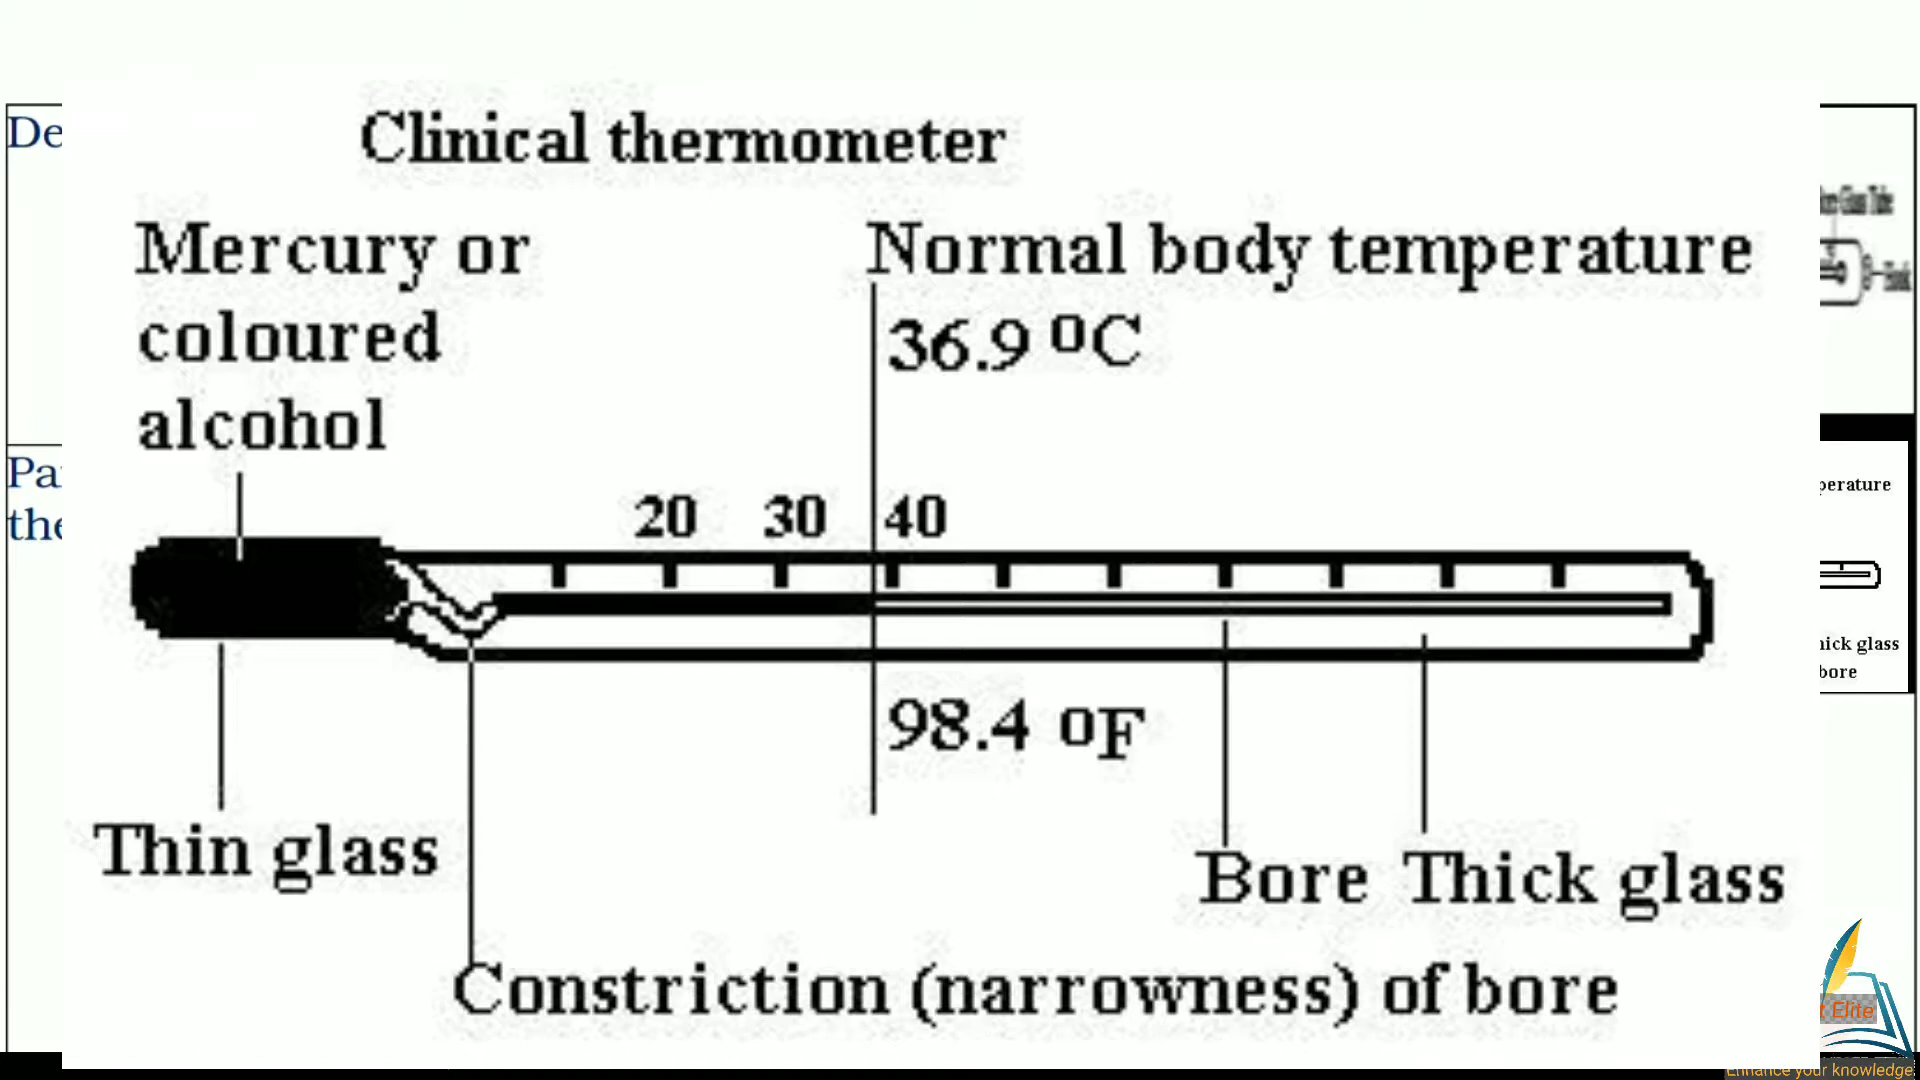 Clinical thermometer
De
Mercury or
coloured
alcohol
Normal body temperature
36.9 ºC
Pa
the
20 30 40
perature
98.4 ºF
hick glass
bore
Thin glass
Bore Thick glass
Constriction (narrowness) of bore
t Elite
Enhance your knowledge